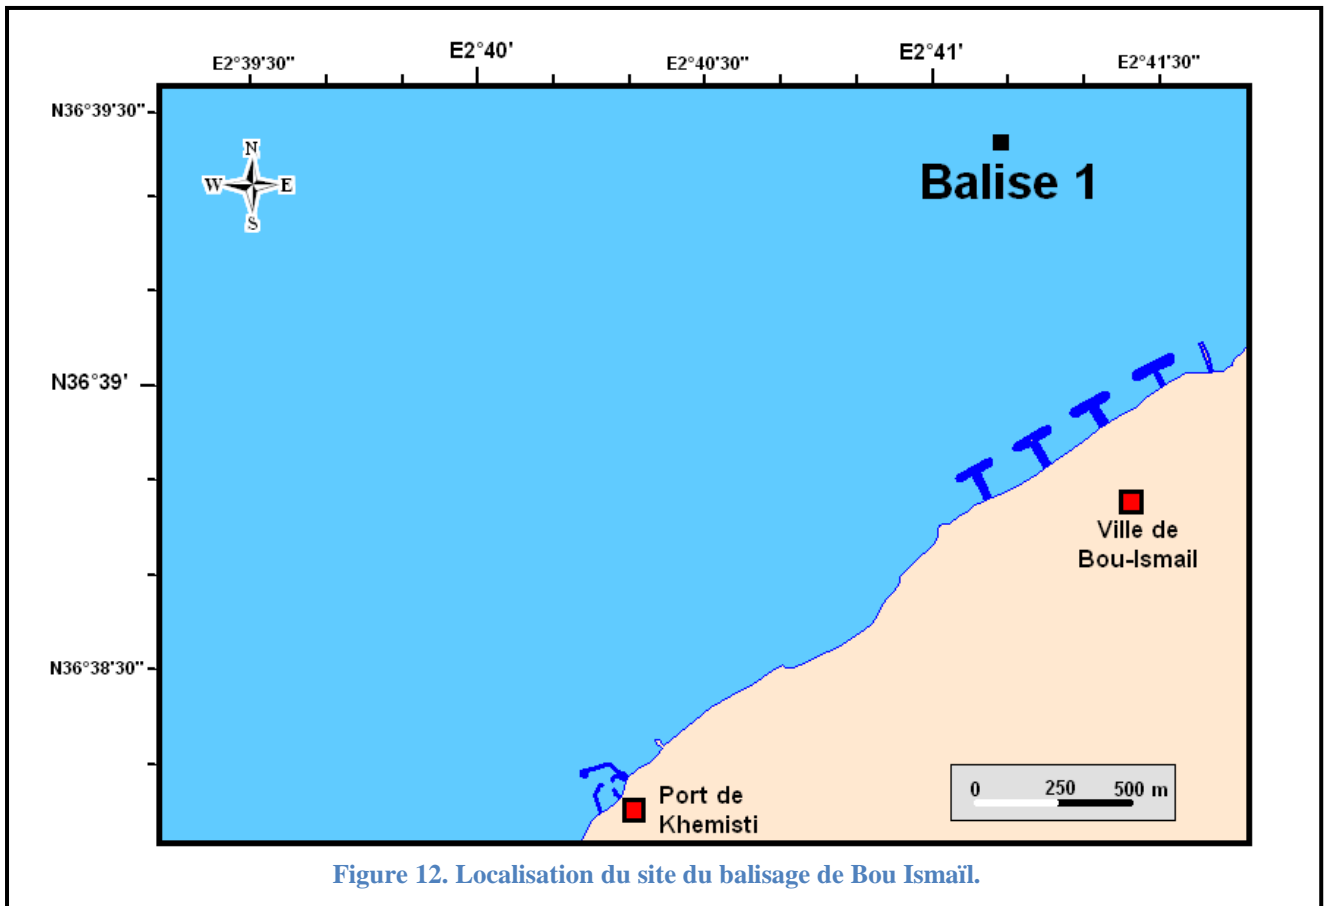 E2°39'30"
E2°40'
E2°40'30"
E2°41'
E2°41'30"
N36°39'30"
N
W E
S
Balise 1
N36°39'
Ville de
Bou-Ismail
N36°38'30"
Port de
Khemisti
0 250 500 m
Figure 12. Localisation du site du balisage de Bou Ismaïl.